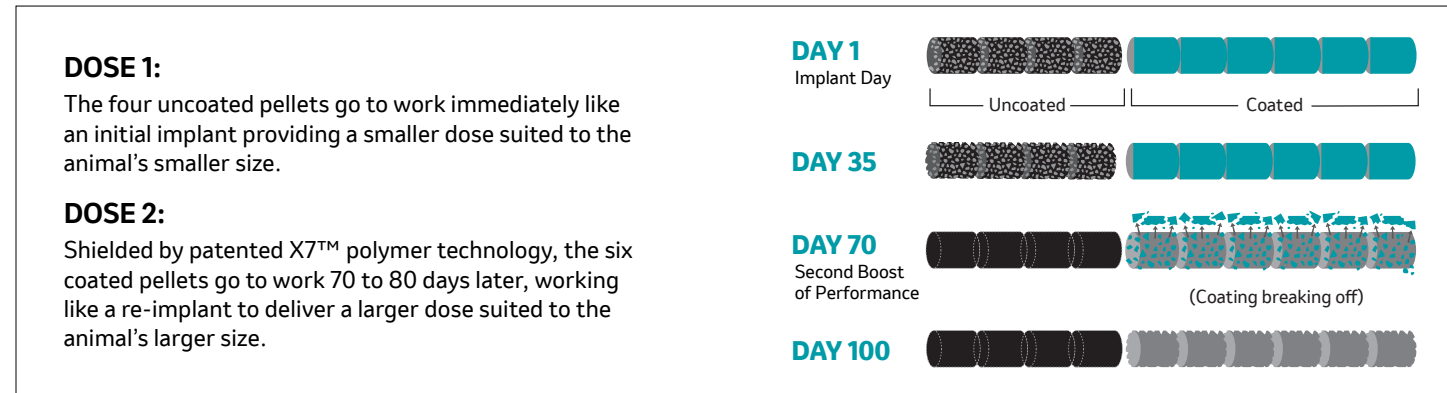 DOSE 1:
The four uncoated pellets go to work immediately like
an initial implant providing a smaller dose suited to the
animal’s smaller size.
DOSE 2:
Shielded by patented X7™ polymer technology, the six
coated pellets go to work 70 to 80 days later, working
like a re-implant to deliver a larger dose suited to the
animal’s larger size.
DAY 1
Implant Day
Uncoated
Coated
DAY 35
DAY 70
Second Boost
of Performance
(Coating breaking off)
DAY 100